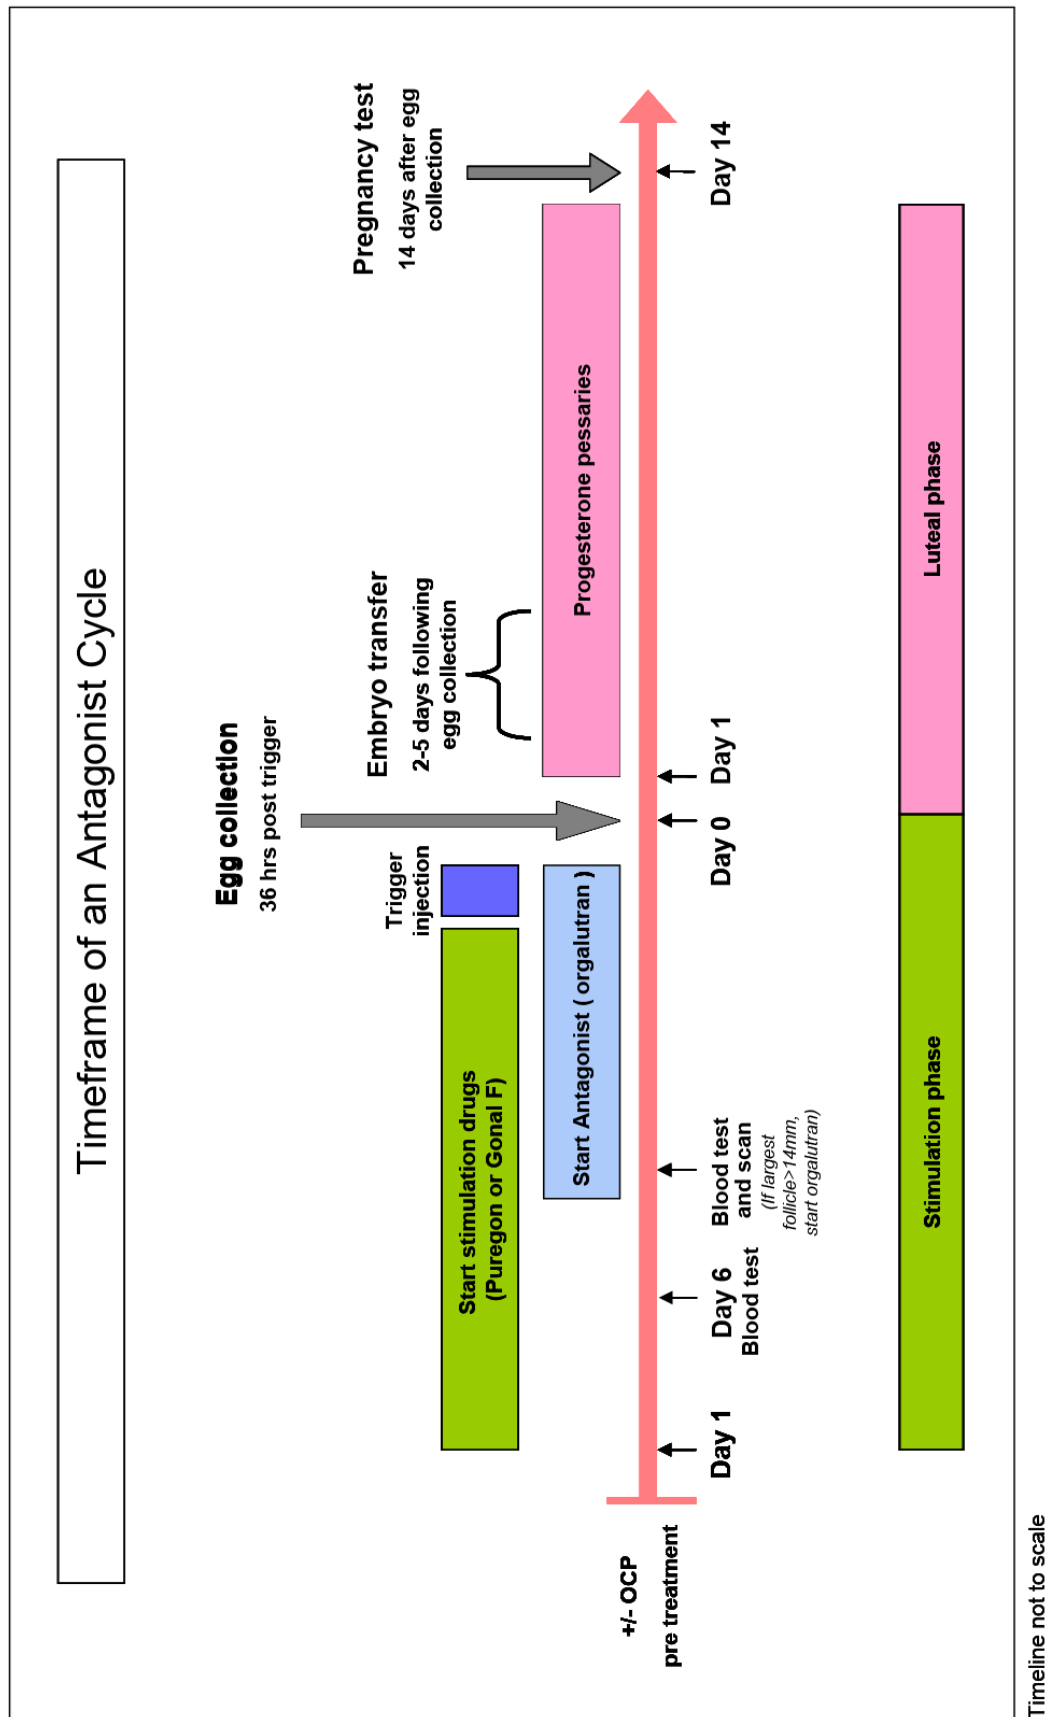 Timeframe of an Antagonist Cycle
Egg collection
36 hrs post trigger
Pregnancy test
14 days after egg
collection
Embryo transfer
2-5 days following
egg collection
Trigger
injection
Start stimulation drugs
(Puregon or Gonal F)
Start Antagonist ( orgalutran )
Progesterone pessaries
+/- OCP
pre treatment
Day 1
Day 6
Blood test
Blood test
and scan
(If largest
follicle>14mm,
start orgalutran)
Day 0
Day 1
Day 14
Stimulation phase
Luteal phase
Timeline not to scale